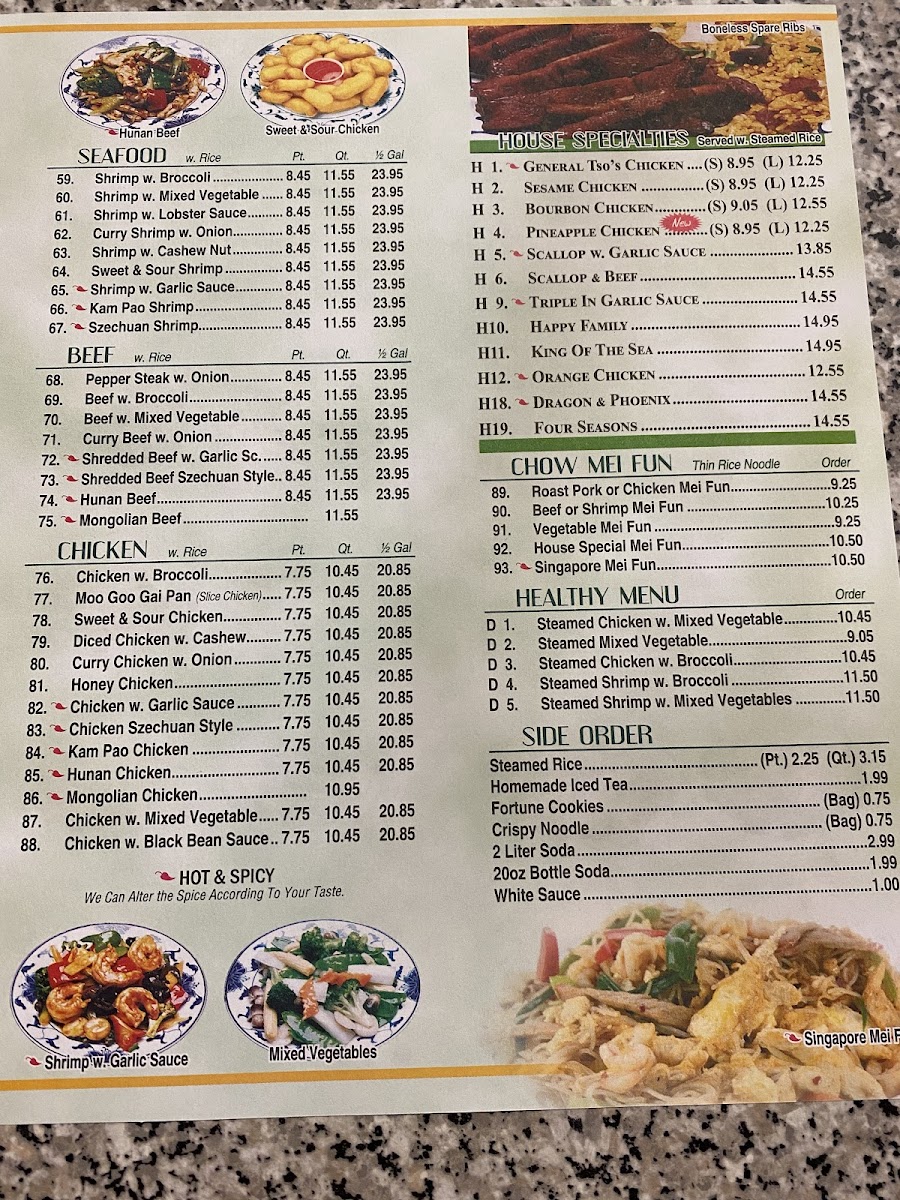 Hunan Beef
Sweet & Sour Chicken
SEAFOOD w. Rice Pt. Qt. ½ Gal
59. Shrimp w. Broccoli 8.45 11.55 23.95
60. Shrimp w. Mixed Vegetable 8.45 11.55 23.95
61. Shrimp w. Lobster Sauce 8.45 11.55 23.95
62. Curry Shrimp w. Onion 8.45 11.55 23.95
63. Shrimp w. Cashew Nut 8.45 11.55 23.95
64. Sweet & Sour Shrimp 8.45 11.55 23.95
65. Shrimp w. Garlic Sauce 8.45 11.55 23.95
66. Kam Pao Shrimp 8.45 11.55 23.95
67. Szechuan Shrimp 8.45 11.55 23.95
BEEF w. Rice Pt. Qt. ½ Gal
68. Pepper Steak w. Onion 8.45 11.55 23.95
69. Beef w. Broccoli 8.45 11.55 23.95
70. Beef w. Mixed Vegetable 8.45 11.55 23.95
71. Curry Beef w. Onion 8.45 11.55 23.95
72. Shredded Beef w. Garlic Sc. 8.45 11.55 23.95
73. Shredded Beef Szechuan Style 8.45 11.55 23.95
74. Hunan Beef 8.45 11.55 23.95
75. Mongolian Beef 11.55
CHICKEN w. Rice Pt. Qt. ½ Gal
76. Chicken w. Broccoli 7.75 10.45 20.85
77. Moo Goo Gai Pan (Slice Chicken) 7.75 10.45 20.85
78. Sweet & Sour Chicken 7.75 10.45 20.85
79. Diced Chicken w. Cashew 7.75 10.45 20.85
80. Curry Chicken w. Onion 7.75 10.45 20.85
81. Honey Chicken 7.75 10.45 20.85
82. Chicken w. Garlic Sauce 7.75 10.45 20.85
83. Chicken Szechuan Style 7.75 10.45 20.85
84. Kam Pao Chicken 7.75 10.45 20.85
85. Hunan Chicken 7.75 10.45 20.85
86. Mongolian Chicken 10.95
87. Chicken w. Mixed Vegetable 7.75 10.45 20.85
88. Chicken w. Black Bean Sauce 7.75 10.45 20.85
HOT & SPICY
We Can Alter the Spice According To Your Taste.
Shrimp w. Garlic Sauce
Mixed Vegetables
Boneless Spare Ribs
HOUSE SPECIALTIES Served w. Steamed Rice
H 1. General Tso's Chicken (S) 8.95 (L) 12.25
H 2. Sesame Chicken (S) 8.95 (L) 12.25
H 3. Bourbon Chicken (S) 9.05 (L) 12.55
H 4. Pineapple Chicken New (S) 8.95 (L) 12.25
H 5. Scallop w. Garlic Sauce 13.85
H 6. Scallop & Beef 14.55
H 9. Triple In Garlic Sauce 14.55
H10. Happy Family 14.95
H11. King Of The Sea 14.95
H12. Orange Chicken 12.55
H18. Dragon & Phoenix 14.55
H19. Four Seasons 14.55
CHOW MEI FUN Thin Rice Noodle Order
89. Roast Pork or Chicken Mei Fun 9.25
90. Beef or Shrimp Mei Fun 10.25
91. Vegetable Mei Fun 9.25
92. House Special Mei Fun 10.50
93. Singapore Mei Fun 10.50
HEALTHY MENU Order
D 1. Steamed Chicken w. Mixed Vegetable 10.45
D 2. Steamed Mixed Vegetable 9.05
D 3. Steamed Chicken w. Broccoli 10.45
D 4. Steamed Shrimp w. Broccoli 11.50
D 5. Steamed Shrimp w. Mixed Vegetables 11.50
SIDE ORDER
Steamed Rice (Pt.) 2.25 (Qt.) 3.15
Homemade Iced Tea 1.99
Fortune Cookies (Bag) 0.75
Crispy Noodle (Bag) 0.75
2 Liter Soda 2.99
20oz Bottle Soda 1.99
White Sauce 1.00
Singapore Mei F